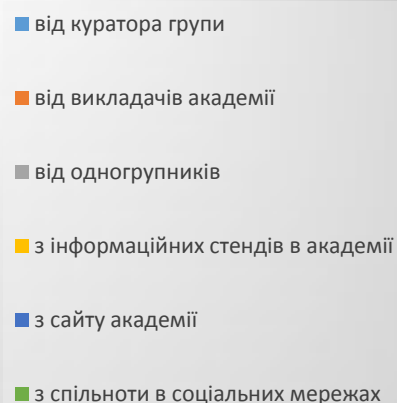 від куратора групи
від викладачів академії
від одногрупників
з інформаційних стендів в академії
з сайту академії
з спільноти в соціальних мережах